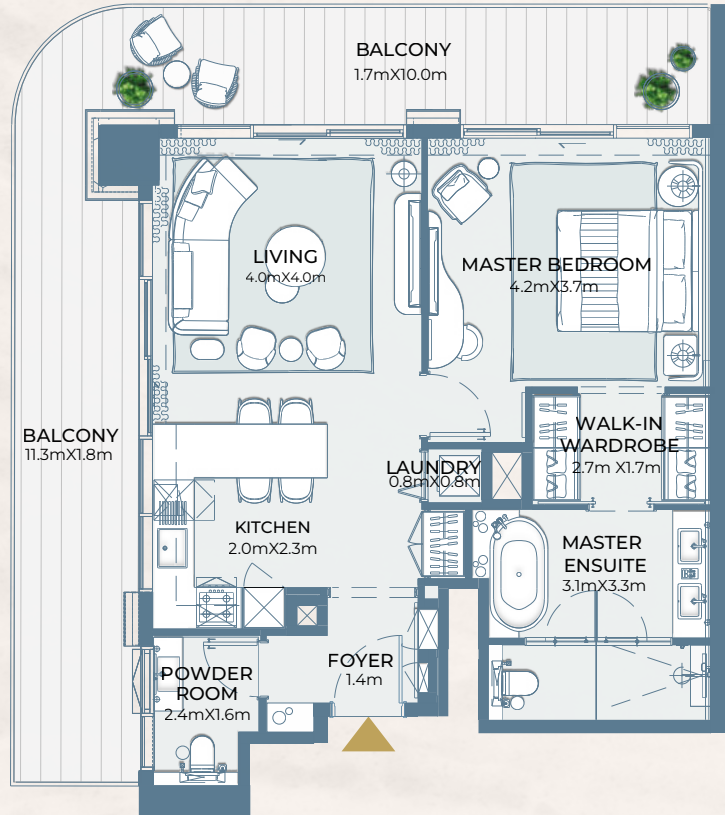 BALCONY
1.7mX10.0m
LIVING
4.0mX4.0m
MASTER BEDROOM
4.2mX3.7m
BALCONY
11.3mX1.8m
WALK-IN
WARDROBE
2.7m X1.7m
LAUNDRY
0.8mX0.8m
KITCHEN
2.0mX2.3m
MASTER
ENSUITE
3.1mX3.3m
FOYER
1.4m
POWDER
ROOM
2.4mX1.6m